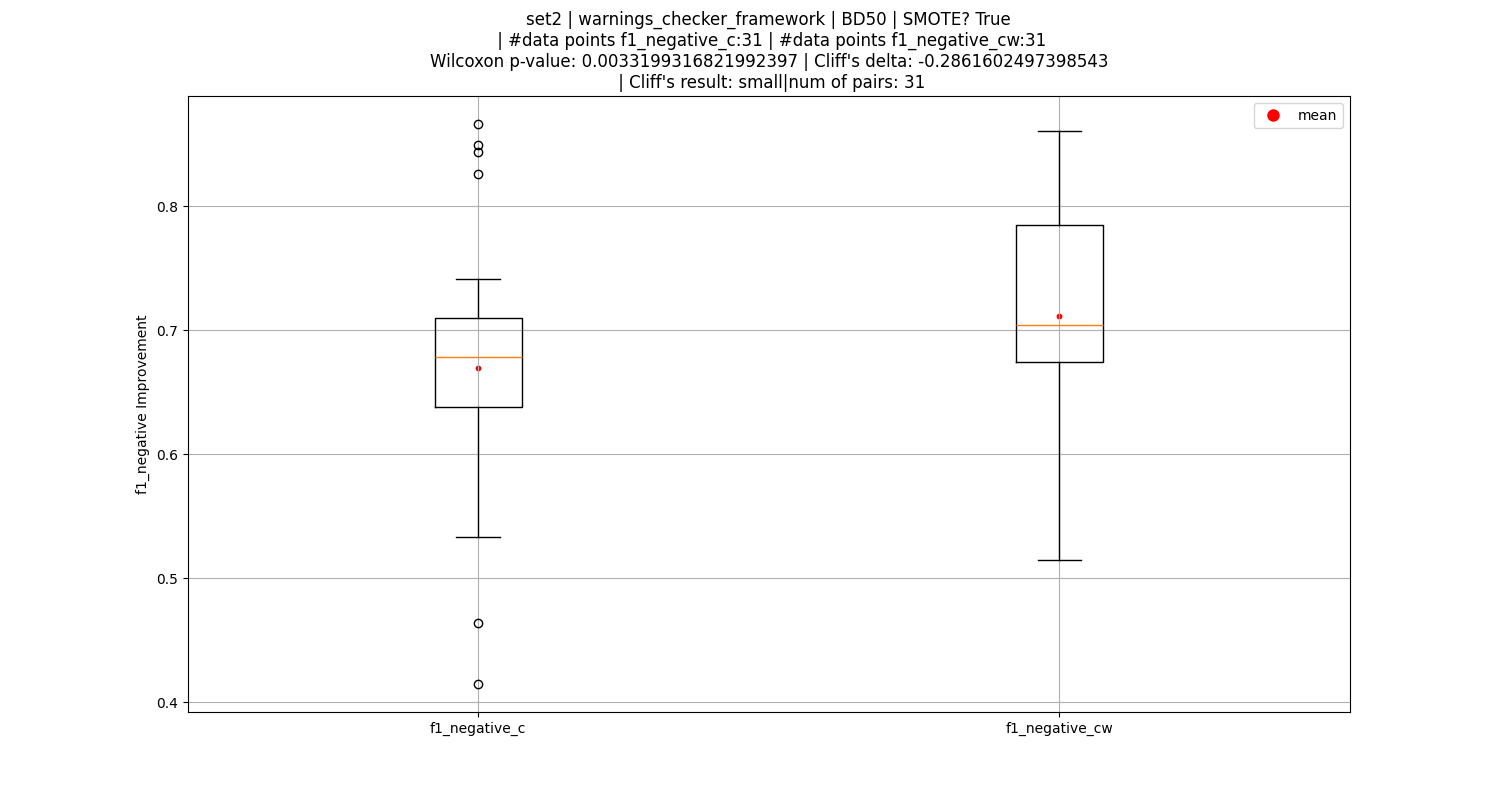 set2 | warnings_checker_framework | BD50 | SMOTE? True
| #data points f1_negative_c:31 | #data points f1_negative_cw:31
Wilcoxon p-value: 0.0033199316821992397 | Cliff's delta: -0.2861602497398543
| Cliff's result: small|num of pairs: 31
mean
0.8
0.7
0.6
0.5
0.4
f1_negative Improvement
f1_negative_c
f1_negative_cw